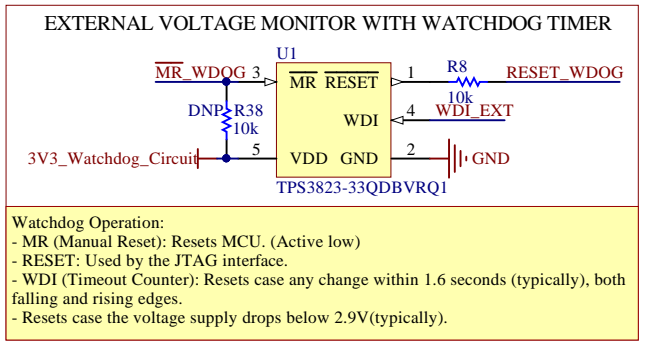 EXTERNAL VOLTAGE MONITOR WITH WATCHDOG TIMER
U1
MR_WDOG 3 MR RESET 1 R8 RESET_WDOG
10k
DNP R38 WDI 4 WDI_EXT
10k
3V3_Watchdog_Circuit 5 VDD GND 2 GND
TPS3823-33QDBVRQ1
Watchdog Operation:
- MR (Manual Reset): Resets MCU. (Active low)
- RESET: Used by the JTAG interface.
- WDI (Timeout Counter): Resets case any change within 1.6 seconds (typically), both
falling and rising edges.
- Resets case the voltage supply drops below 2.9V(typically).